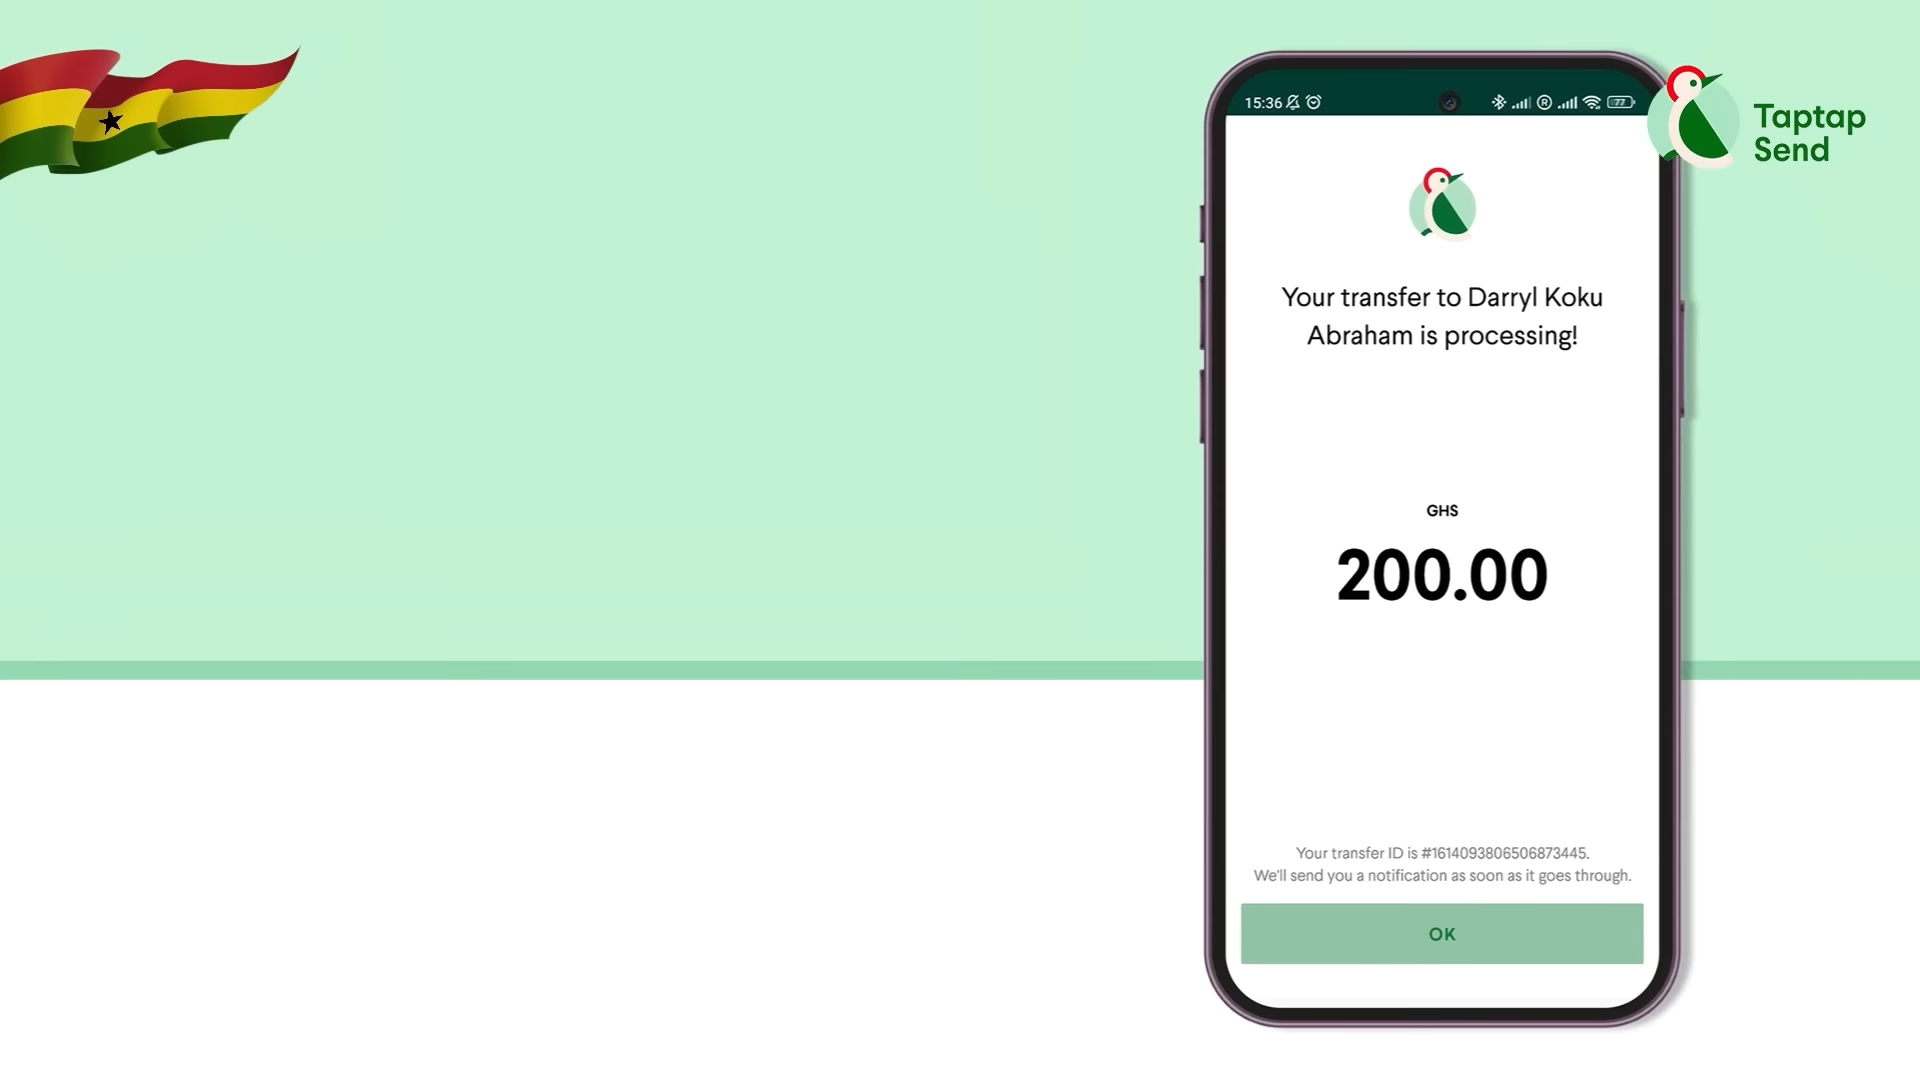 15:36
77
Taptap
Send
Your transfer to Darryl Koku
Abraham is processing!
GHS
200.00
Your transfer ID is #1614093806506873445.
We'll send you a notification as soon as it goes through.
OK